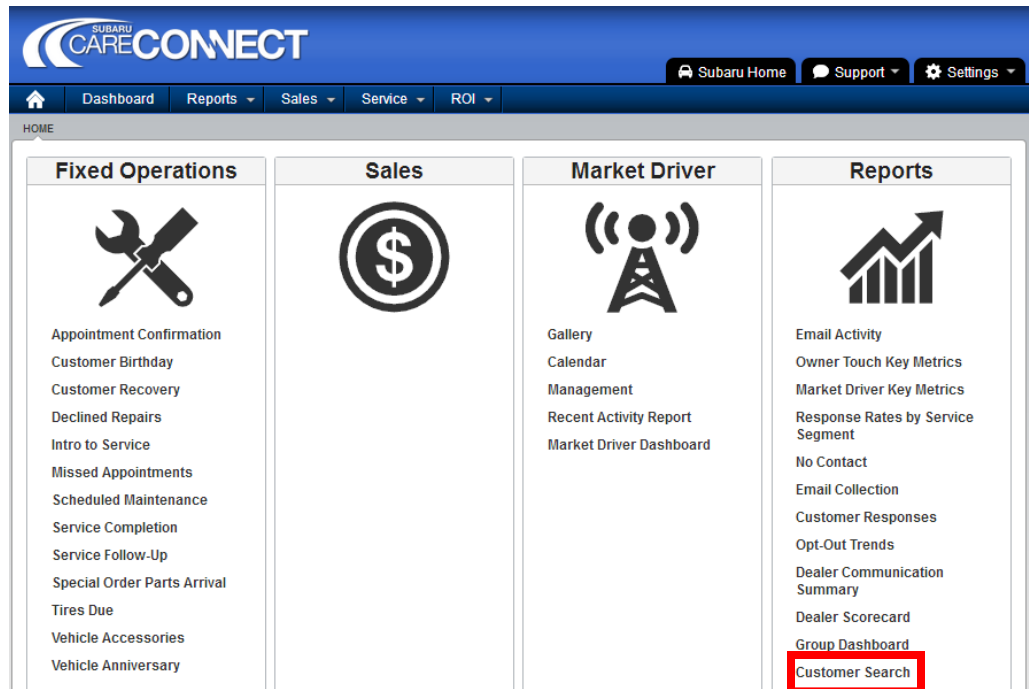 SUBARU
CARECONNECT
Subaru Home Support Settings
Dashboard Reports Sales Service ROI
HOME
Fixed Operations
Appointment Confirmation
Customer Birthday
Customer Recovery
Declined Repairs
Intro to Service
Missed Appointments
Scheduled Maintenance
Service Completion
Service Follow-Up
Special Order Parts Arrival
Tires Due
Vehicle Accessories
Vehicle Anniversary
Sales
$
Market Driver
Gallery
Calendar
Management
Recent Activity Report
Market Driver Dashboard
Reports
Email Activity
Owner Touch Key Metrics
Market Driver Key Metrics
Response Rates by Service
Segment
No Contact
Email Collection
Customer Responses
Opt-Out Trends
Dealer Communication
Summary
Dealer Scorecard
Group Dashboard
Customer Search